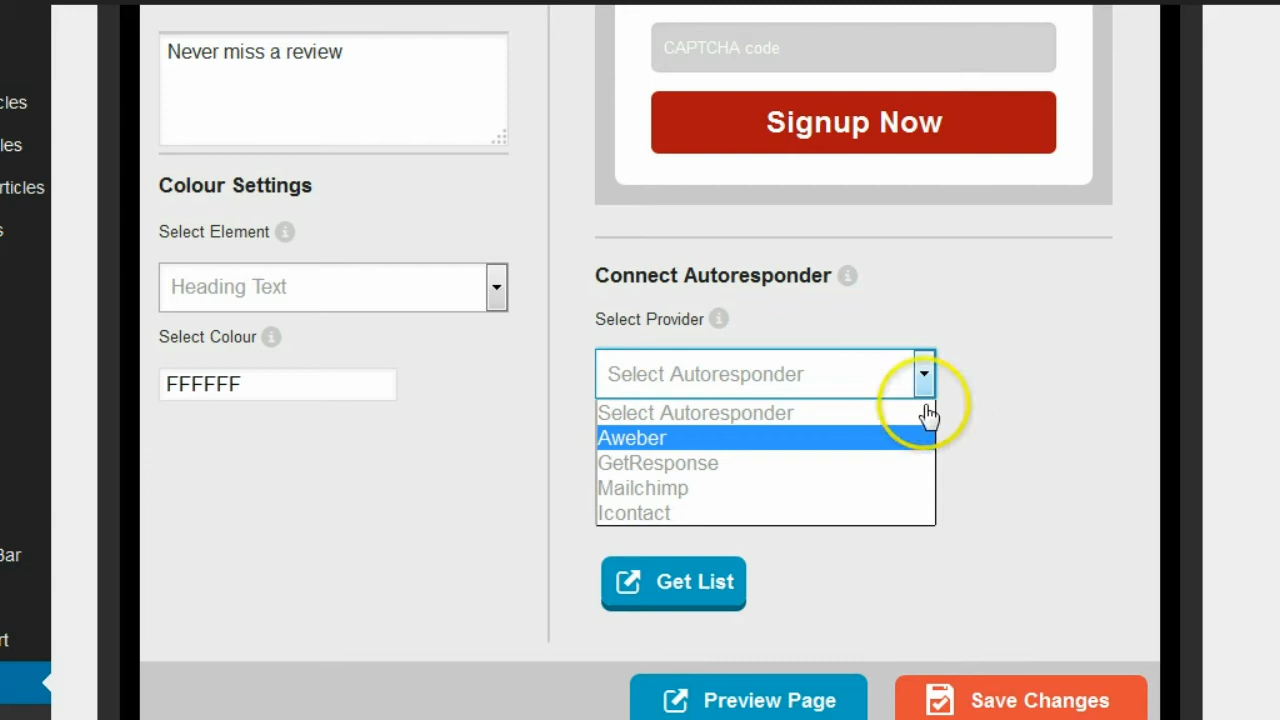 cles
les
rticles
s
Bar
rt
Never miss a review
Colour Settings
Select Element
Heading Text
Select Colour
FFFFFF
CAPTCHA code
Signup Now
Connect Autoresponder
Select Provider
Select Autoresponder
Select Autoresponder
Aweber
GetResponse
Mailchimp
Icontact
Get List
Preview Page
Save Changes